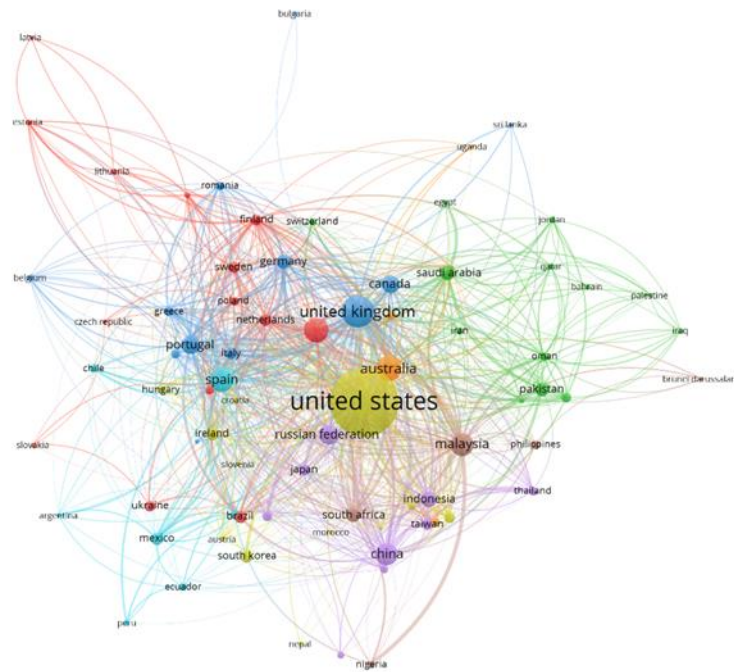 bulgaria
latvia
estonia
sri lanka
uganda
lithuania
romania
egypt
finland
switzerland
jordan
sweden
germany
saudi arabia
qatar
belgium
canada
bahrain
palestine
poland
greece
united kingdom
czech republic
netherlands
iran
iraq
portugal
italy
oman
chile
australia
spain
brunei darussalam
hungary
pakistan
croatia
united states
ireland
russian federation
malaysia
philippines
slovakia
slovenia
japan
thailand
indonesia
ukraine
argentina
brazil
south africa
taiwan
morocco
mexico
austria
south korea
china
ecuador
peru
nepal
nigeria